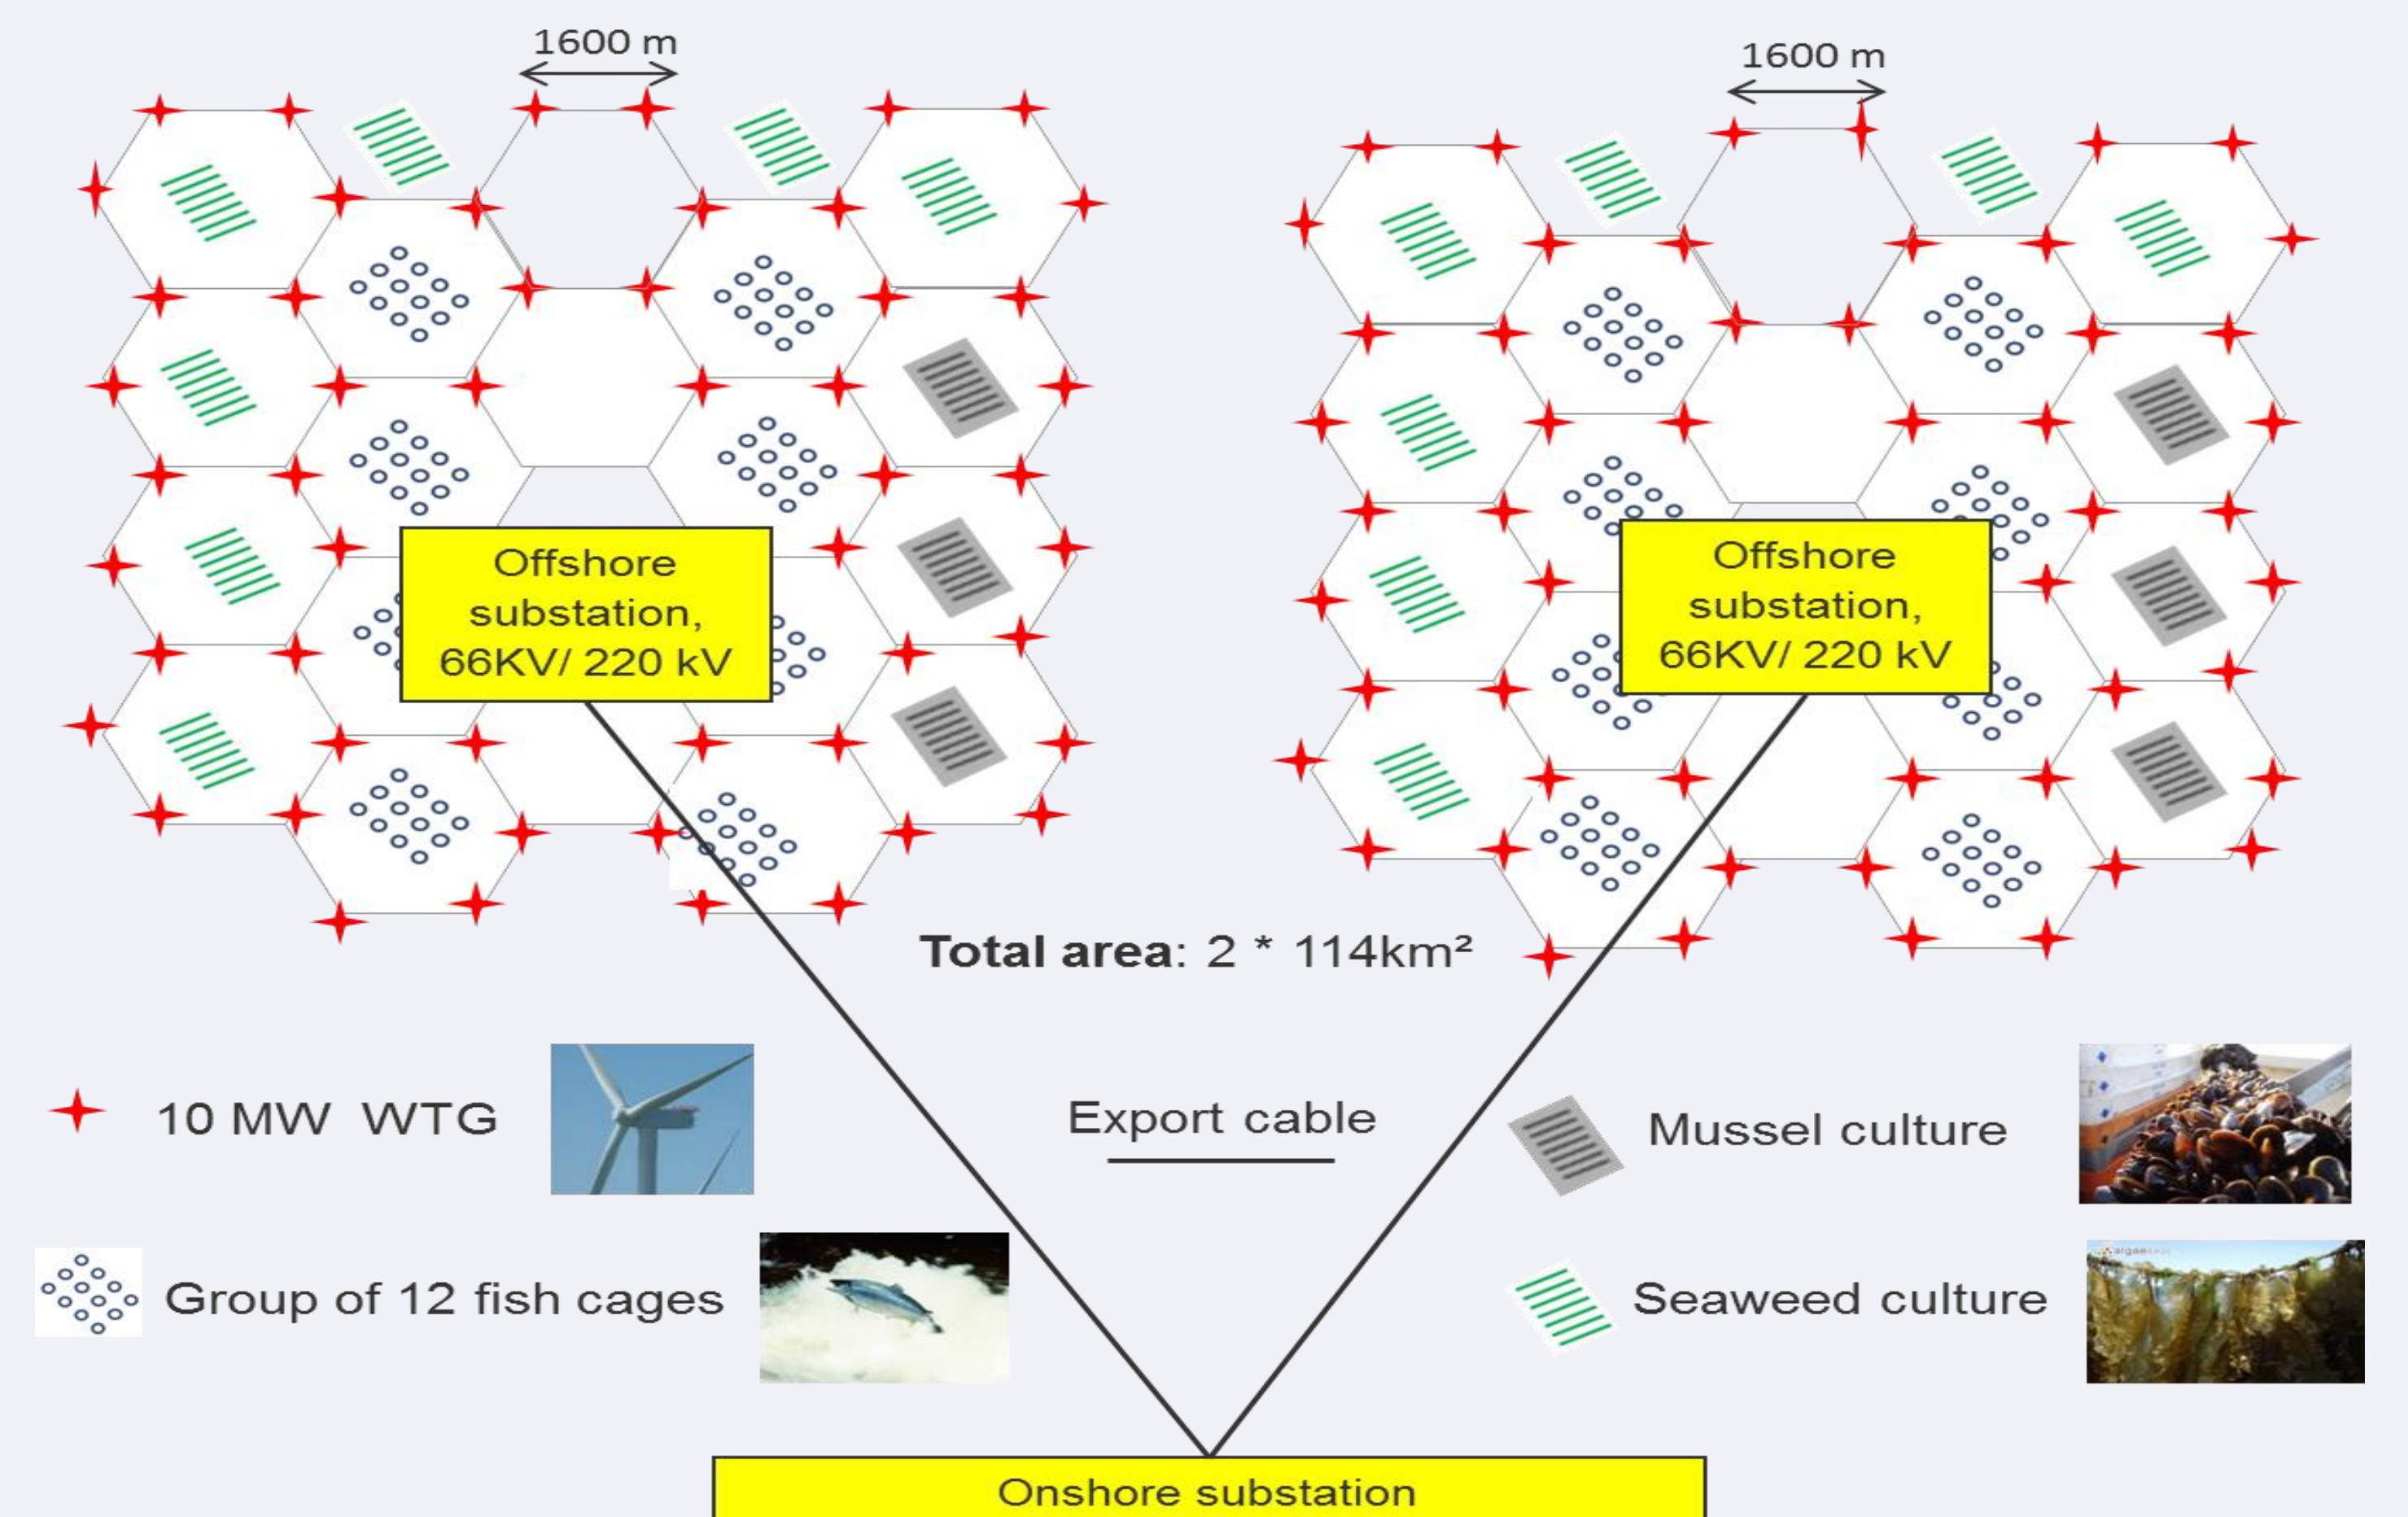 1600 m
1600 m
Offshore
substation,
66KV/ 220 kV
Offshore
substation,
66KV/ 220 kV
Total area: 2 * 114km²
10 MW  WTG
Export cable
Mussel culture
Group of 12 fish cages
Seaweed culture
Onshore substation